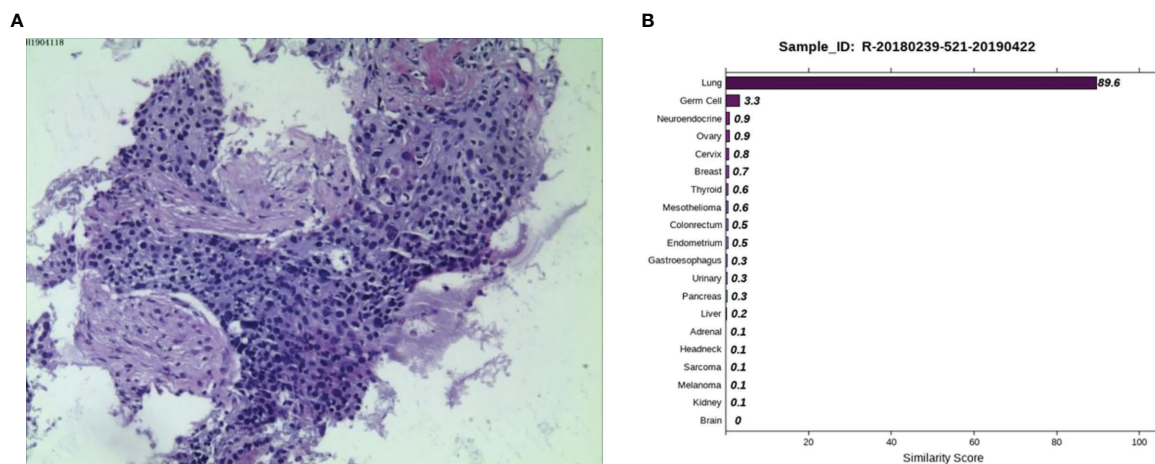 A
H1904118
B
Sample_ID: R-20180239-521-20190422
Lung 89.6
Germ Cell 3.3
Neuroendocrine 0.9
Ovary 0.9
Cervix 0.8
Breast 0.7
Thyroid 0.6
Mesothelioma 0.6
Colonrectum 0.5
Endometrium 0.5
Gastroesophagus 0.3
Urinary 0.3
Pancreas 0.3
Liver 0.2
Adrenal 0.1
Headneck 0.1
Sarcoma 0.1
Melanoma 0.1
Kidney 0.1
Brain 0
20 40 60 80 100
Similarity Score